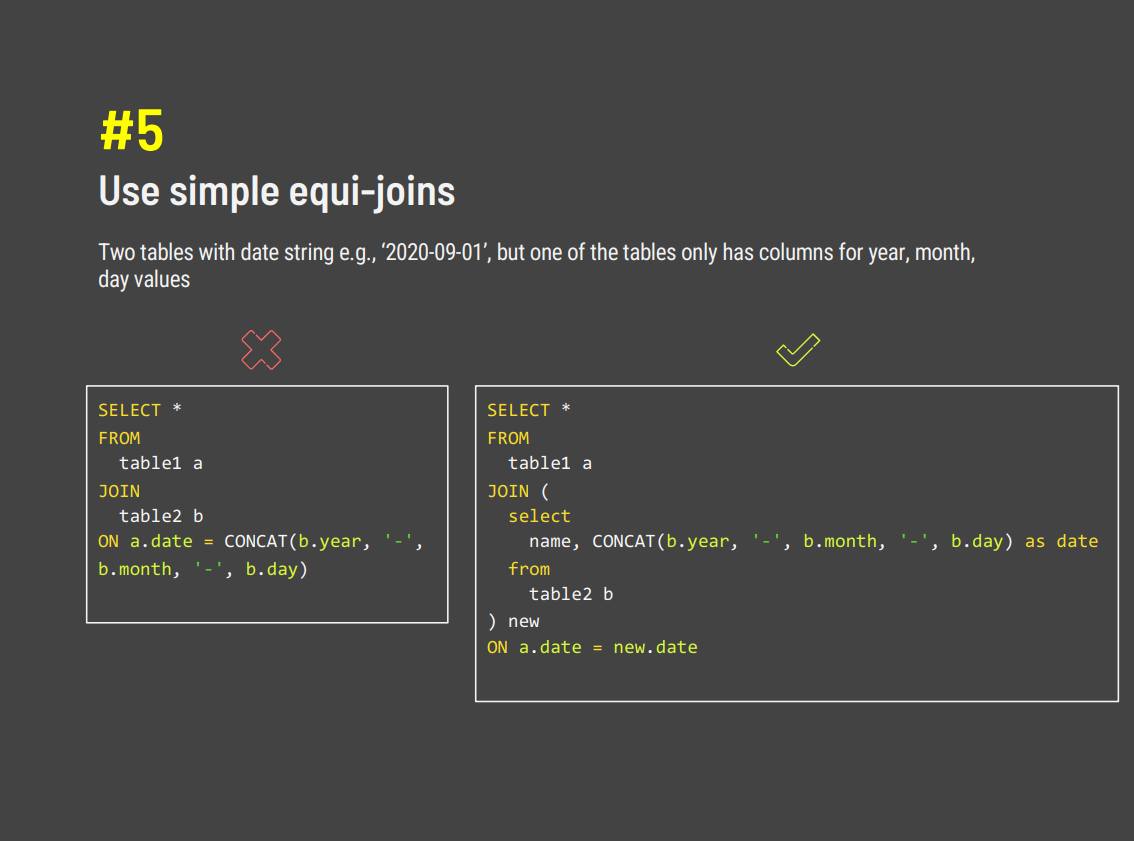 #5
Use simple equi-joins
Two tables with date string e.g., ‘2020-09-01’, but one of the tables only has columns for year, month,
day values
SELECT *
FROM
  table1 a
JOIN
  table2 b
ON a.date = CONCAT(b.year, '-',
b.month, '-', b.day)
SELECT *
FROM
  table1 a
JOIN (
  select
    name, CONCAT(b.year, '-', b.month, '-', b.day) as date
  from
    table2 b
) new
ON a.date = new.date